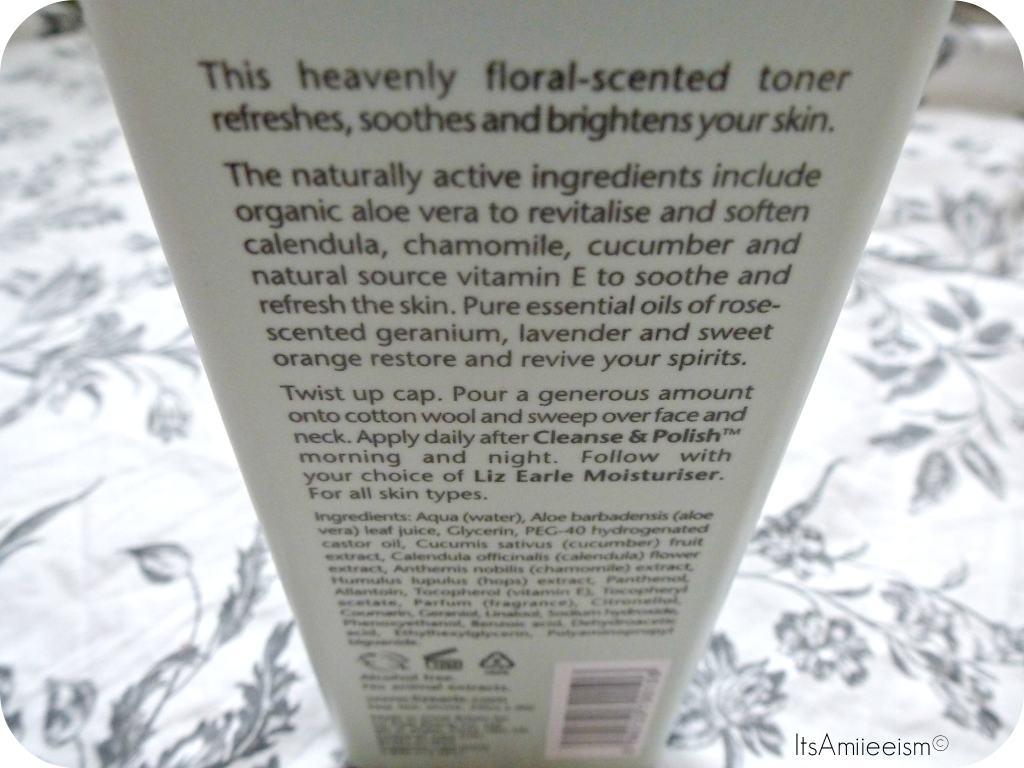 This heavenly floral-scented toner
refreshes, soothes and brightens your skin.
The naturally active ingredients include
organic aloe vera to revitalise and soften
calendula, chamomile, cucumber and
natural source vitamin E to soothe and
refresh the skin. Pure essential oils of rose-
scented geranium, lavender and sweet
orange restore and revive your spirits.
Twist up cap. Pour a generous amount
onto cotton wool and sweep over face and
neck. Apply daily after Cleanse & Polish™
morning and night. Follow with
your choice of Liz Earle Moisturiser.
For all skin types.
Ingredients: Aqua (water), Aloe barbadensis (aloe
vera) leaf juice, Glycerin, PEG-40 hydrogenated
castor oil, Cucumis sativus (cucumber) fruit
extract, Calendula officinalis (calendula) flower
extract, Anthemis nobilis (chamomile) extract,
Humulus lupulus (hops) extract, Panthenol,
Allantoin, Tocopherol (vitamin E), Tocopheryl
acetate, Parfum (fragrance), Citronellol,
Coumarin, Geraniol, Linalool, Sodium hydroxide,
Phenoxyethanol, Benzoic acid, Dehydroacetic
acid, Ethylhexylglycerin, Polyaminopropyl
biguanide.
Alcohol free.
No animal extracts.
www.lizearle.com
ItsAmiieeism©